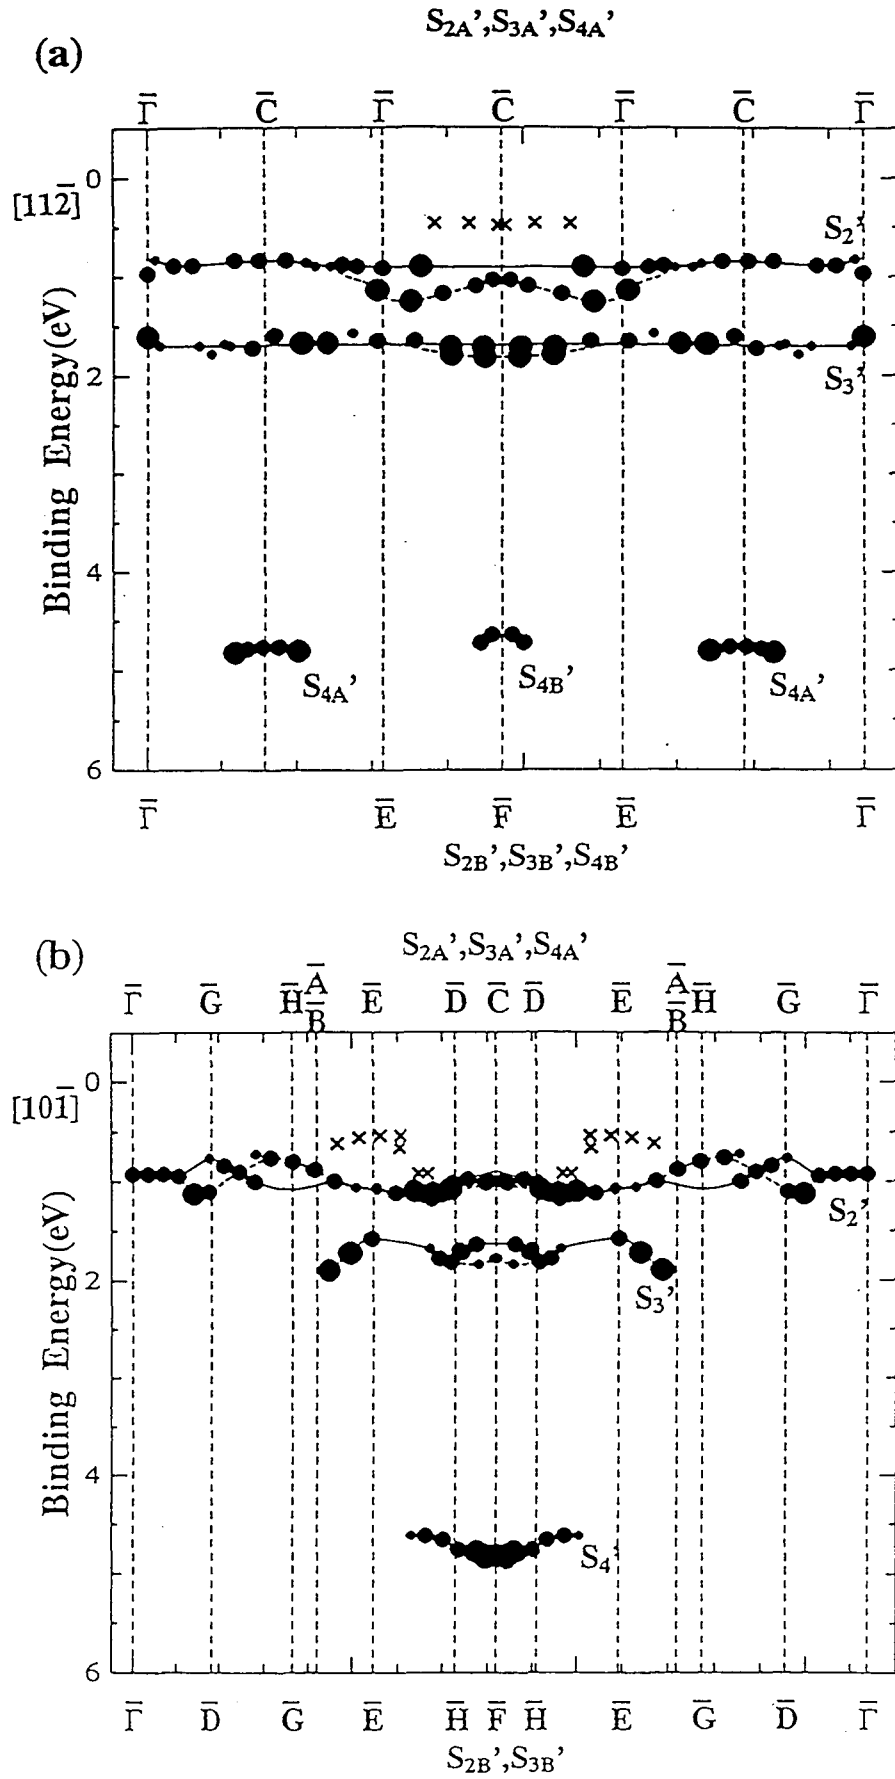 S2A',S3A',S4A'
(a)
Γ̅ C̅ Γ̅ C̅ Γ̅ C̅ Γ̅
0
[112̅]
S2'
2
S3'
Binding Energy(eV)
4
S4A' S4B' S4A'
6
Γ̅ E̅ F̅ E̅ Γ̅
S2B',S3B',S4B'
(b)
S2A',S3A',S4A'
Γ̅ G̅ H̅ A̅ B̅ E̅ D̅ C̅ D̅ E̅ A̅ B̅ H̅ G̅ Γ̅
0
[101̅]
S2'
2
S3'
Binding Energy(eV)
4
S4'
6
Γ̅ D̅ G̅ E̅ H̅ F̅ H̅ E̅ G̅ D̅ Γ̅
S2B',S3B'